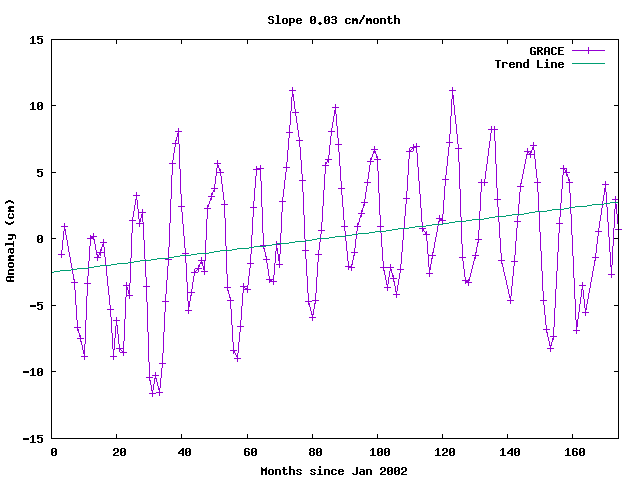 Slope 0.03 cm/month
GRACE
Trend Line
15
10
5
0
-5
-10
-15
Anomaly (cm)
0 20 40 60 80 100 120 140 160
Months since Jan 2002